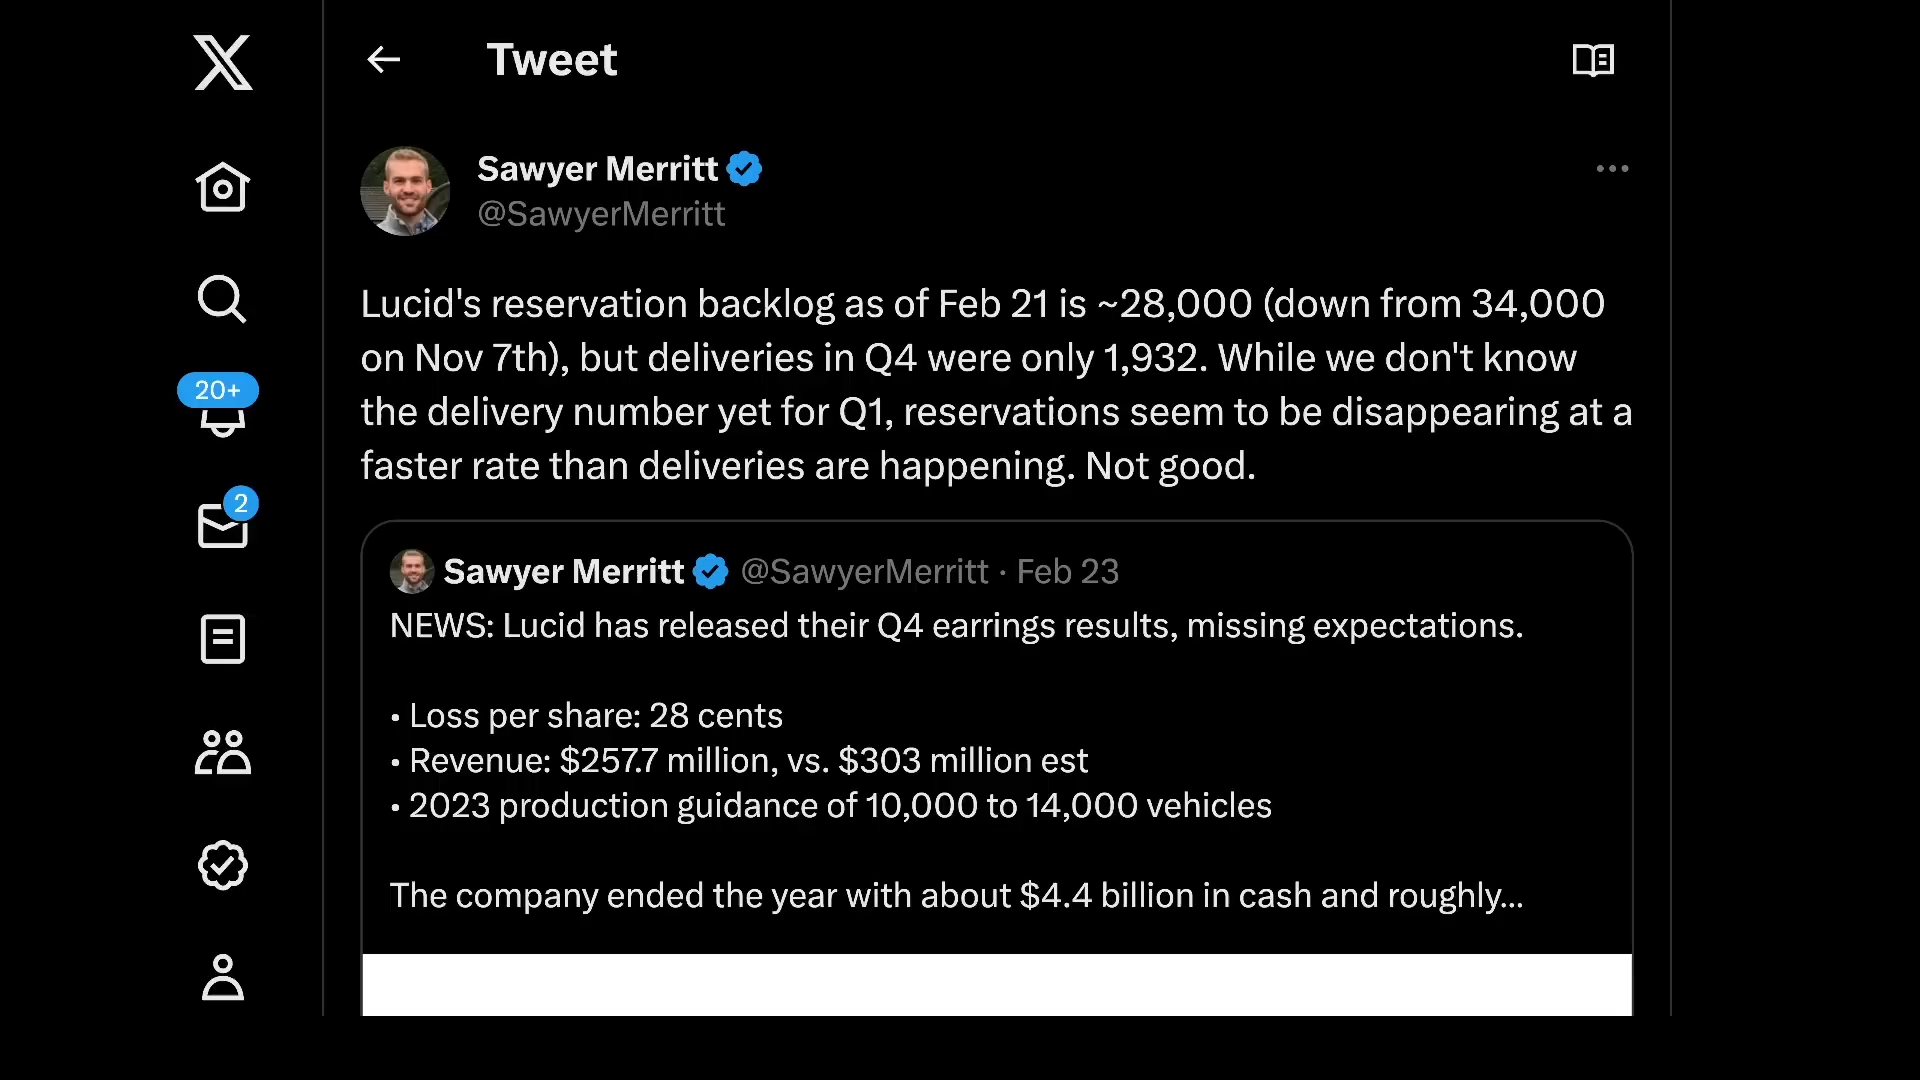 Tweet
Sawyer Merritt
@SawyerMerritt
Lucid's reservation backlog as of Feb 21 is ~28,000 (down from 34,000
on Nov 7th), but deliveries in Q4 were only 1,932. While we don't know
the delivery number yet for Q1, reservations seem to be disappearing at a
faster rate than deliveries are happening. Not good.
Sawyer Merritt @SawyerMerritt · Feb 23
NEWS: Lucid has released their Q4 earrings results, missing expectations.
• Loss per share: 28 cents
• Revenue: $257.7 million, vs. $303 million est
• 2023 production guidance of 10,000 to 14,000 vehicles
The company ended the year with about $4.4 billion in cash and roughly...
20+
2